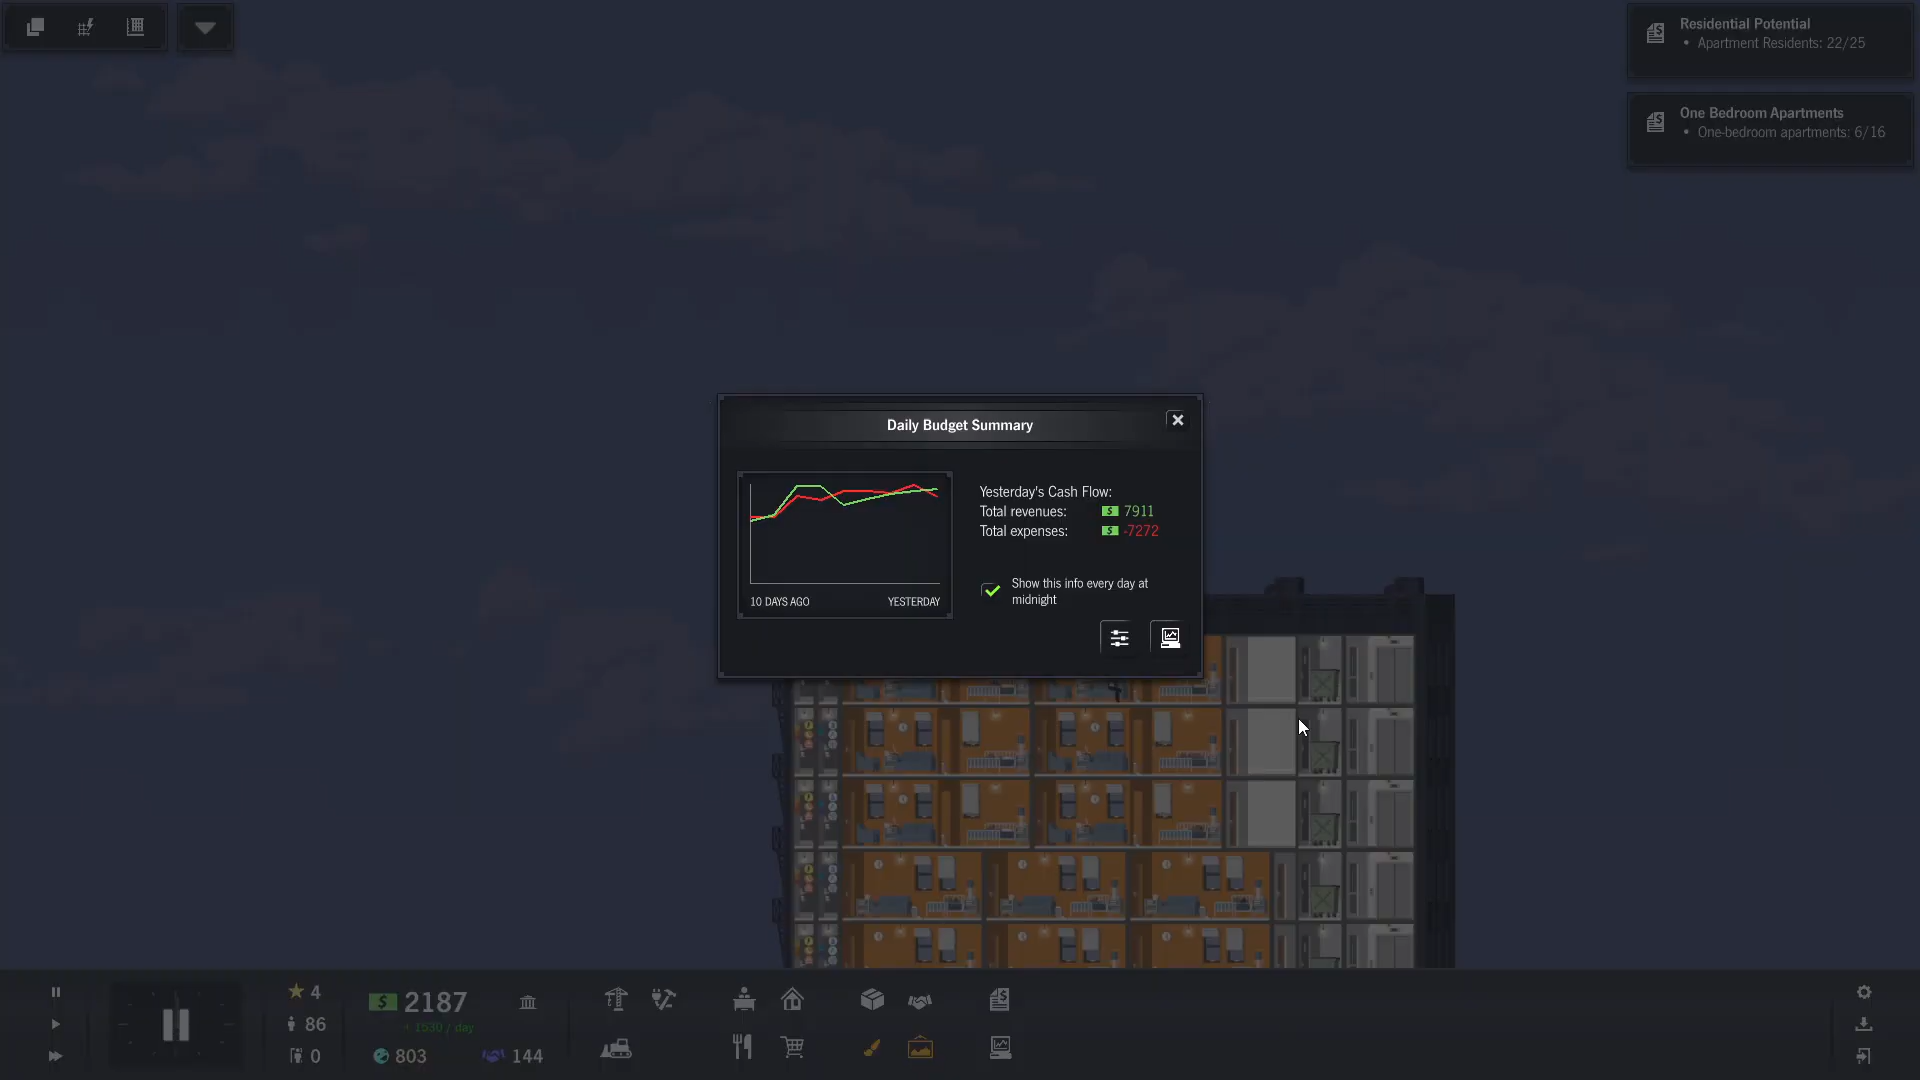 Residential Potential
• Apartment Residents: 22/25
One Bedroom Apartments
• One-bedroom apartments: 6/16
Daily Budget Summary
Yesterday's Cash Flow:
Total revenues: $ 7911
Total expenses: $ -7272
Show this info every day at
midnight
10 DAYS AGO YESTERDAY
4
$ 2187
86
+ 1530 / day
0
803
144